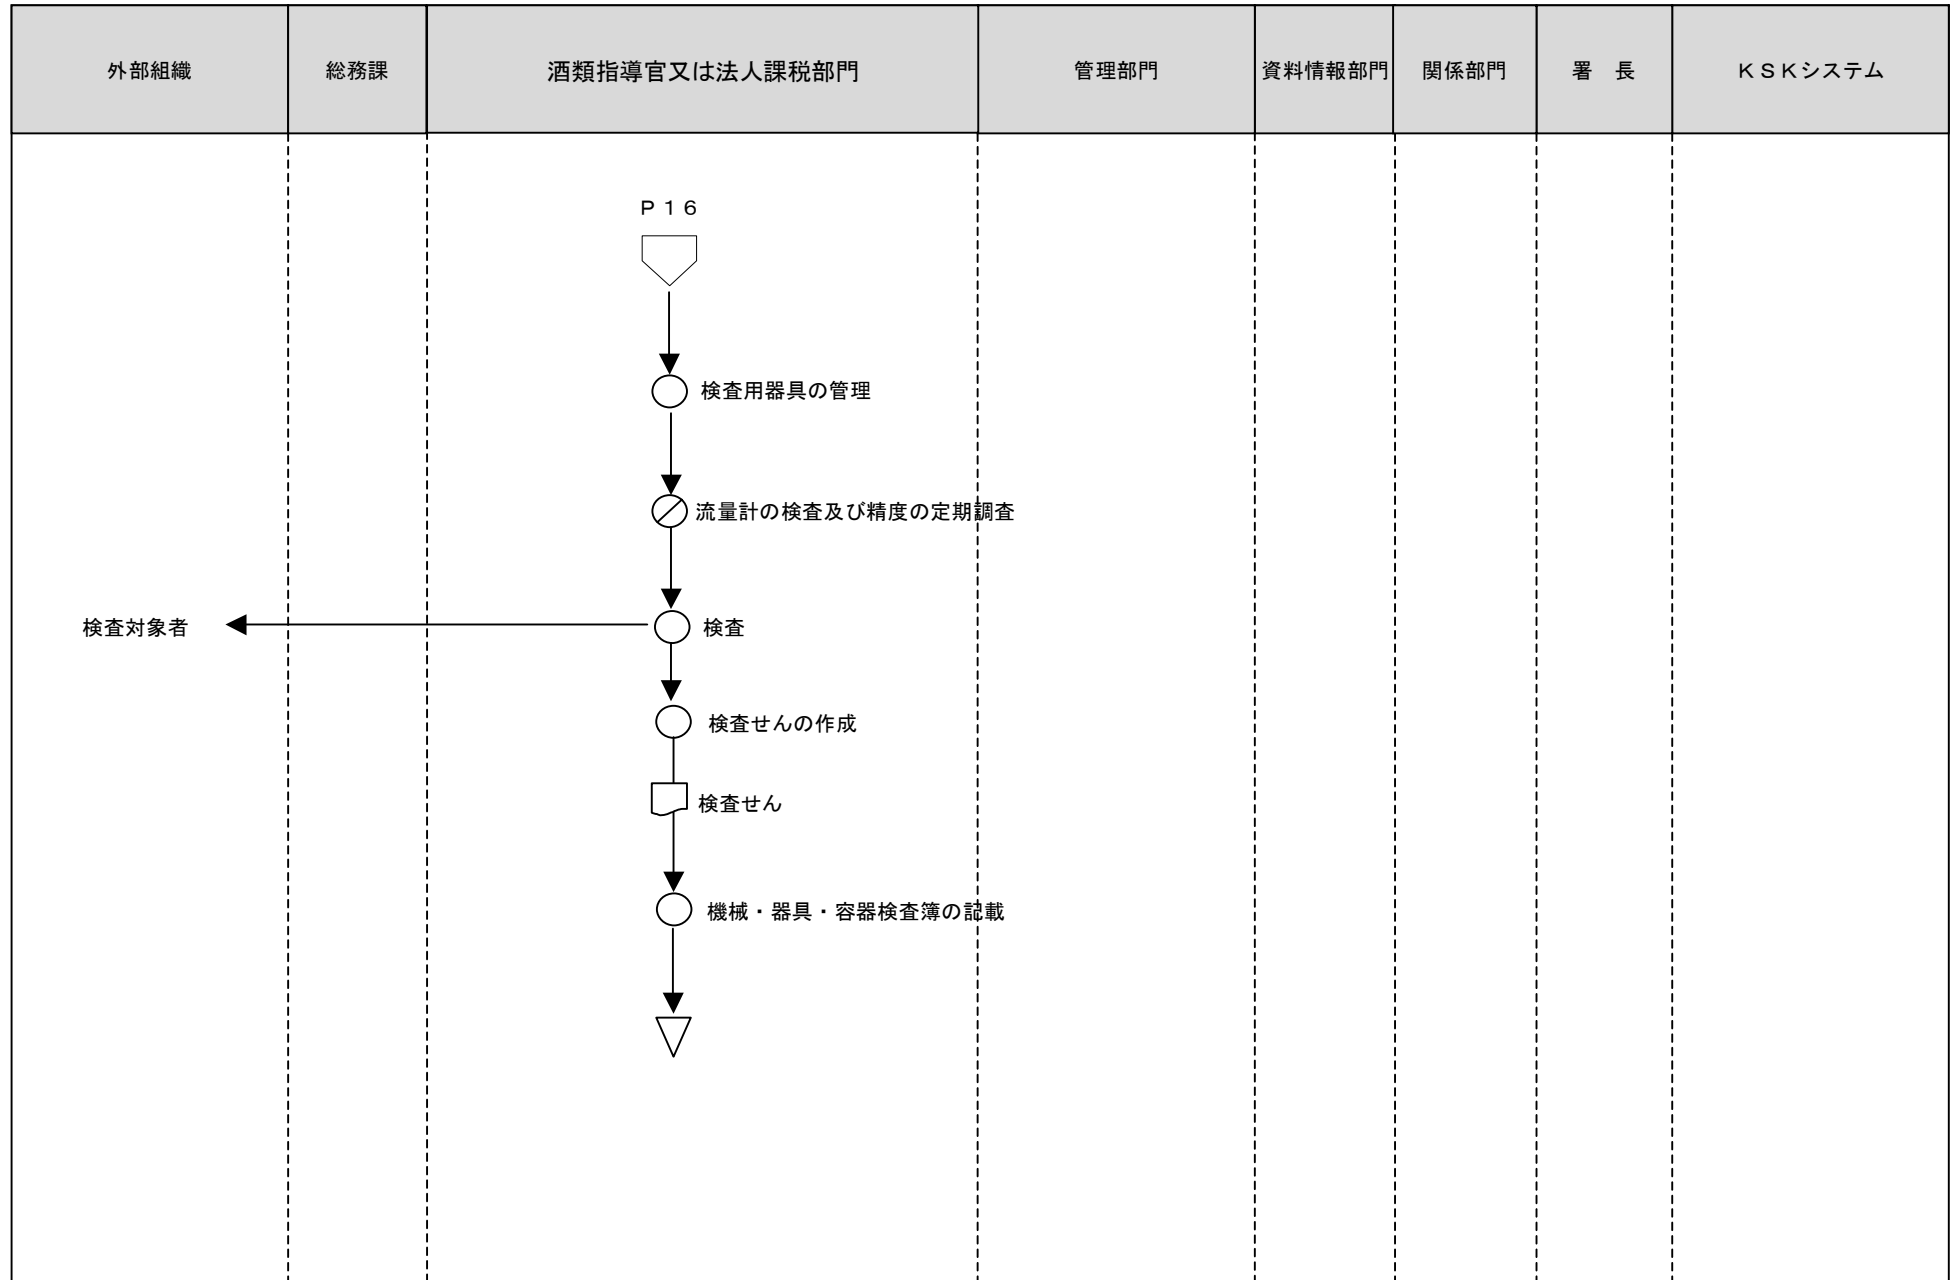 外部組織
総務課
酒類指導官又は法人課税部門
管理部門
資料情報部門
関係部門
署　長
ＫＳＫシステム
Ｐ１６
検査用器具の管理
流量計の検査及び精度の定期調査
検査対象者
検査
検査せんの作成
検査せん
機械・器具・容器検査簿の記載